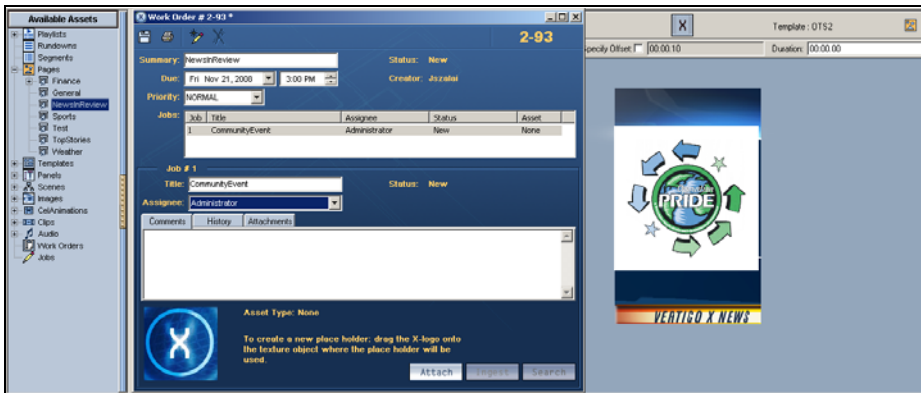 Available Assets
Playlists
Rundowns
Segments
Pages
Finance
General
NewsInReview
Sports
Test
TopStories
Weather
Templates
Panels
Scenes
Images
CelAnimations
Clips
Audio
Work Orders
Jobs
Work Order # 2-93 *
2-93
Summary: NewsInReview Status: New
Due: Fri Nov 21, 2008 3:00 PM Creator: Jszalai
Priority: NORMAL
Jobs: Job Title Assignee Status Asset
1 CommunityEvent Administrator New None
Job # 1
Title: CommunityEvent Status: New
Assignee: Administrator
Comments History Attachments
X
Asset Type: None
To create a new place holder: drag the X-logo onto
the texture object where the place holder will be
used.
Attach Ingest Search
X Template : OTS2
Specify Offset 00:00.10 Duration: 00:00.00
PRIDE
VERTIGO X NEWS